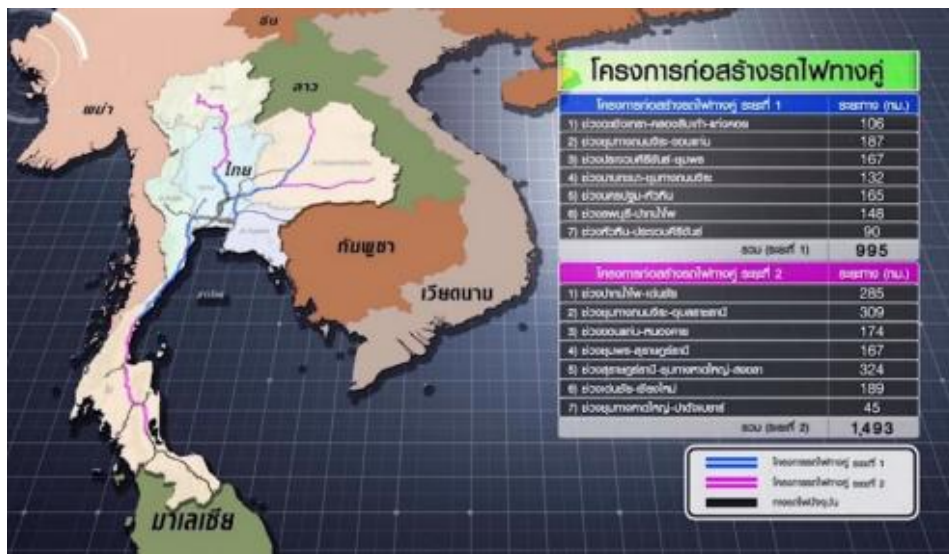 จีน
พม่า
ลาว
ไทย
กัมพูชา
เวียดนาม
มาเลเซีย
โครงการก่อสร้างรถไฟทางคู่
โครงการก่อสร้างรถไฟทางคู่ ระยะที่ 1 ระยะทาง (กม.)
1) ช่วงฉะเชิงเทรา-คลองสิบเก้า-แก่งคอย 106
2) ช่วงชุมทางถนนจิระ-ขอนแก่น 187
3) ช่วงประจวบคีรีขันธ์-ชุมพร 167
4) ช่วงมาบกะเบา-ชุมทางถนนจิระ 132
5) ช่วงนครปฐม-หัวหิน 165
6) ช่วงลพบุรี-ปากน้ำโพ 148
7) ช่วงหัวหิน-ประจวบคีรีขันธ์ 90
รวม (ระยะที่ 1) 995
โครงการก่อสร้างรถไฟทางคู่ ระยะที่ 2 ระยะทาง (กม.)
1) ช่วงปากน้ำโพ-เด่นชัย 285
2) ช่วงชุมทางถนนจิระ-อุบลราชธานี 309
3) ช่วงขอนแก่น-หนองคาย 174
4) ช่วงชุมพร-สุราษฎร์ธานี 167
5) ช่วงสุราษฎร์ธานี-ชุมทางหาดใหญ่-สงขลา 324
6) ช่วงเด่นชัย-เชียงใหม่ 189
7) ช่วงชุมทางหาดใหญ่-ปาดังเบซาร์ 45
รวม (ระยะที่ 2) 1,493
โครงการรถไฟทางคู่ ระยะที่ 1
โครงการรถไฟทางคู่ ระยะที่ 2
ทางรถไฟปัจจุบัน